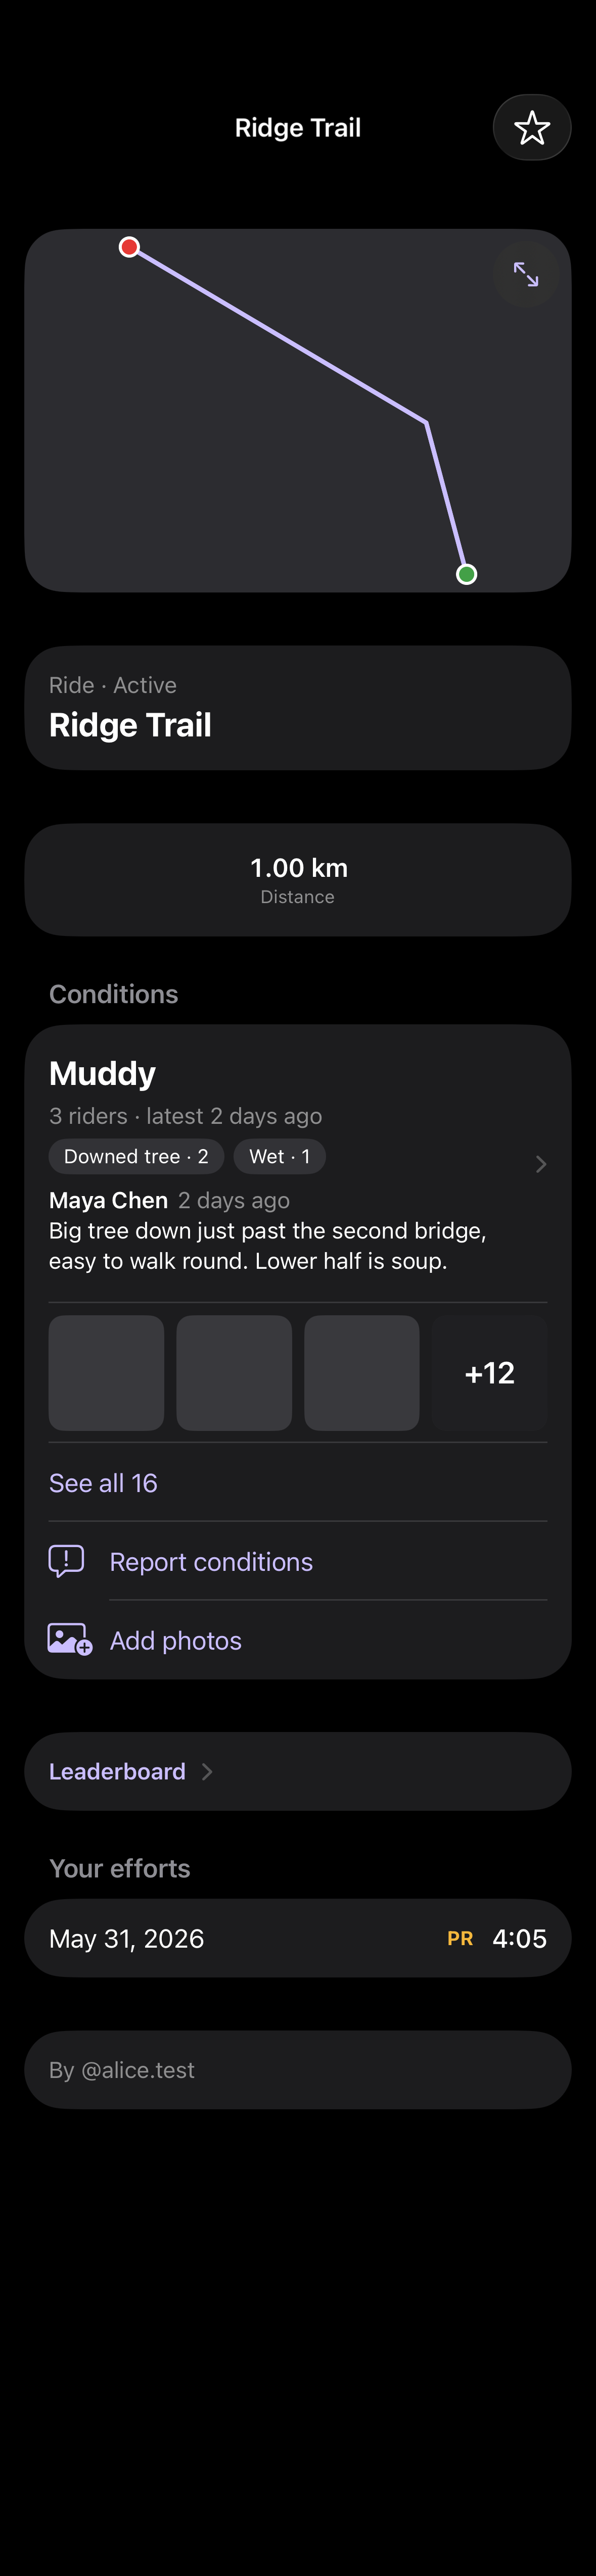 Ridge Trail
Ride · Active
Ridge Trail
1.00 km
Distance
Conditions
Muddy
3 riders · latest 2 days ago
Downed tree · 2
Wet · 1
Maya Chen 2 days ago
Big tree down just past the second bridge,
easy to walk round. Lower half is soup.
+12
See all 16
Report conditions
Add photos
Leaderboard
Your efforts
May 31, 2026 PR 4:05
By @alice.test